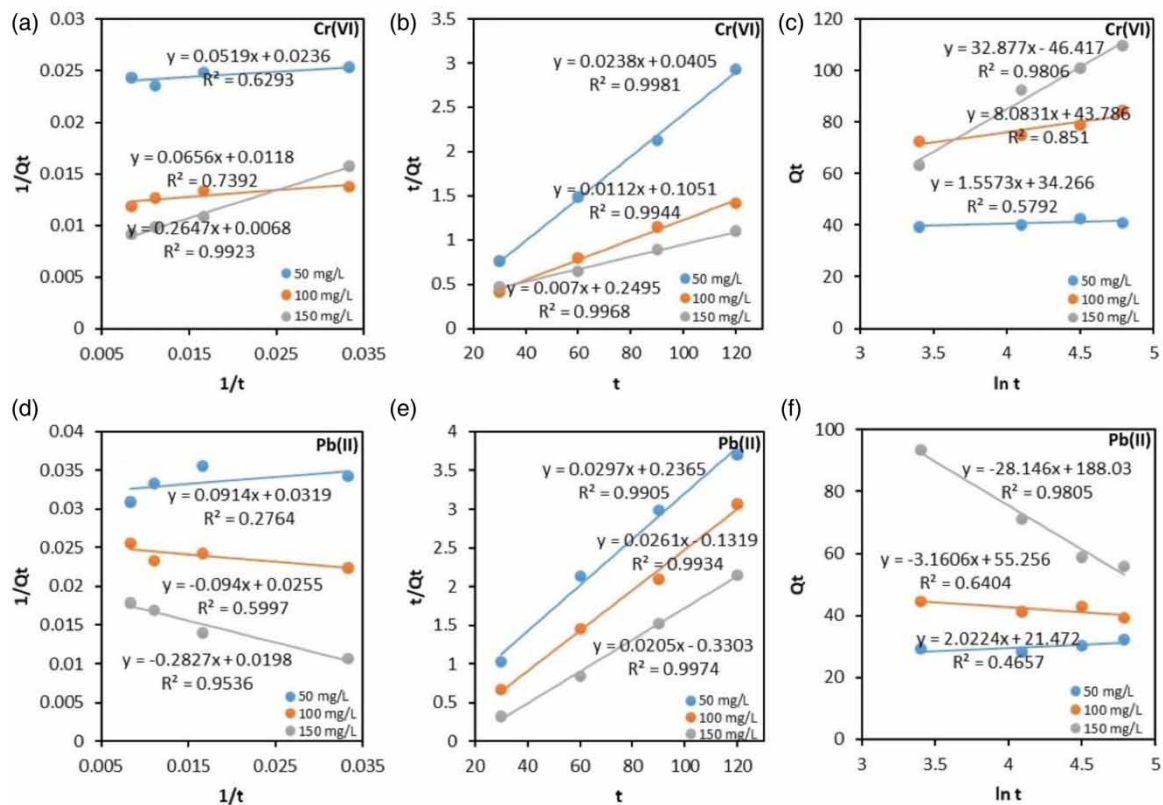 (a)
Cr(VI)
0.03
0.025
0.02
0.015
0.01
0.005
0
1/Qt
y = 0.0519x + 0.0236
R² = 0.6293
y = 0.0656x + 0.0118
R² = 0.7392
y = 0.2647x + 0.0068
R² = 0.9923
50 mg/L
100 mg/L
150 mg/L
0.005 0.015 0.025 0.035
1/t
(b)
Cr(VI)
3.5
3
2.5
2
1.5
1
0.5
0
t/Qt
y = 0.0238x + 0.0405
R² = 0.9981
y = 0.0112x + 0.1051
R² = 0.9944
y = 0.007x + 0.2495
R² = 0.9968
50 mg/L
100 mg/L
150 mg/L
20 40 60 80 100 120
t
(c)
Cr(VI)
120
100
80
60
40
20
0
Qt
y = 32.877x - 46.417
R² = 0.9806
y = 8.0831x + 43.786
R² = 0.851
y = 1.5573x + 34.266
R² = 0.5792
50 mg/L
100 mg/L
150 mg/L
3 3.5 4 4.5 5
ln t
(d)
Pb(II)
0.04
0.035
0.03
0.025
0.02
0.015
0.01
0.005
0
1/Qt
y = 0.0914x + 0.0319
R² = 0.2764
y = -0.094x + 0.0255
R² = 0.5997
y = -0.2827x + 0.0198
R² = 0.9536
50 mg/L
100 mg/L
150 mg/L
0.005 0.015 0.025 0.035
1/t
(e)
Pb(II)
4
3.5
3
2.5
2
1.5
1
0.5
0
t/Qt
y = 0.0297x + 0.2365
R² = 0.9905
y = 0.0261x - 0.1319
R² = 0.9934
y = 0.0205x - 0.3303
R² = 0.9974
50 mg/L
100 mg/L
150 mg/L
20 40 60 80 100 120
t
(f)
Pb(II)
100
80
60
40
20
0
Qt
y = -28.146x + 188.03
R² = 0.9805
y = -3.1606x + 55.256
R² = 0.6404
y = 2.0224x + 21.472
R² = 0.4657
50 mg/L
100 mg/L
150 mg/L
3 3.5 4 4.5 5
ln t